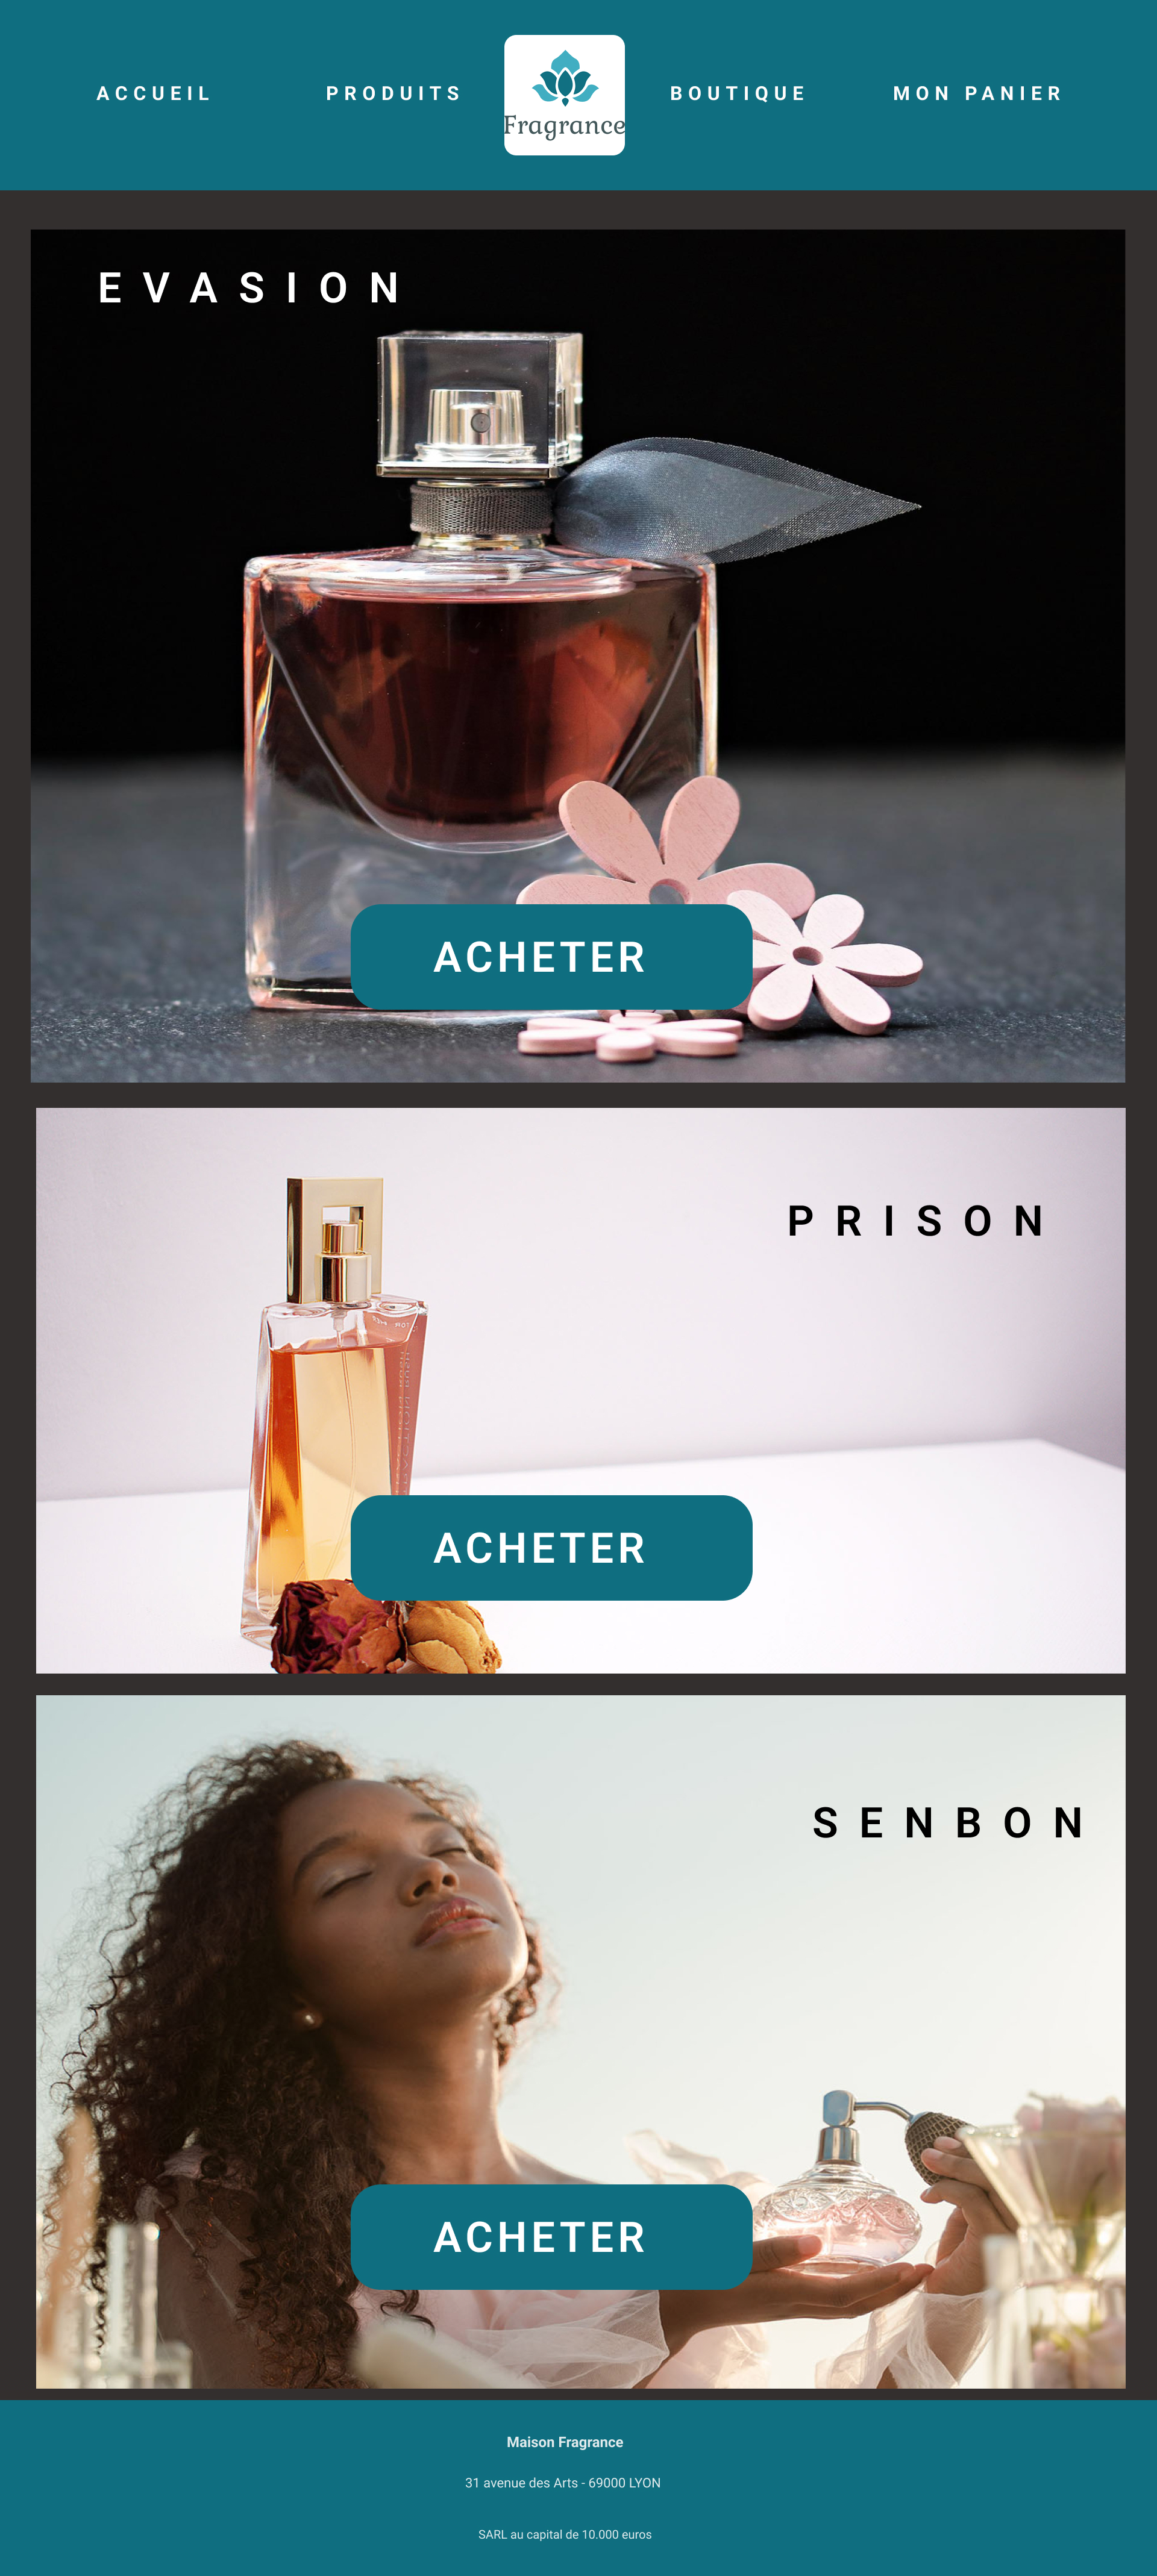 ACCUEIL
PRODUITS
Fragrance
BOUTIQUE
MON PANIER
EVASION
ACHETER
PRISON
ACHETER
SENBON
ACHETER
Maison Fragrance
31 avenue des Arts - 69000 LYON
SARL au capital de 10.000 euros